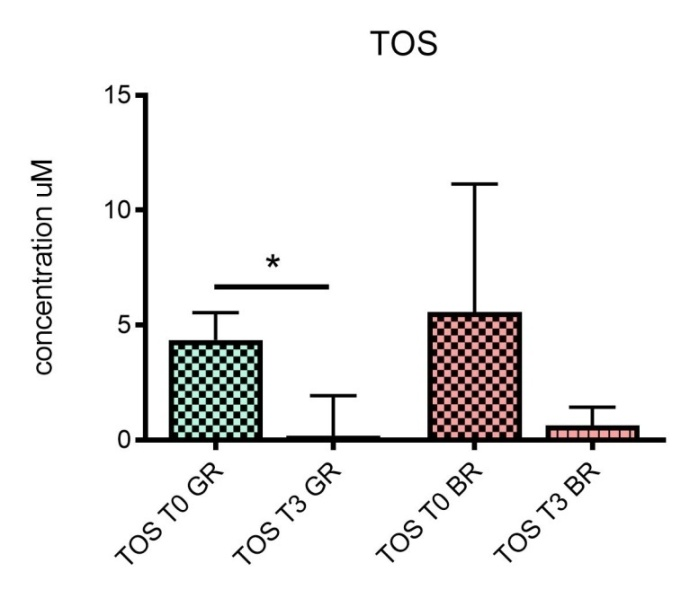 TOS
concentration uM
15
10
5
0
*
TOS T0 GR
TOS T3 GR
TOS T0 BR
TOS T3 BR